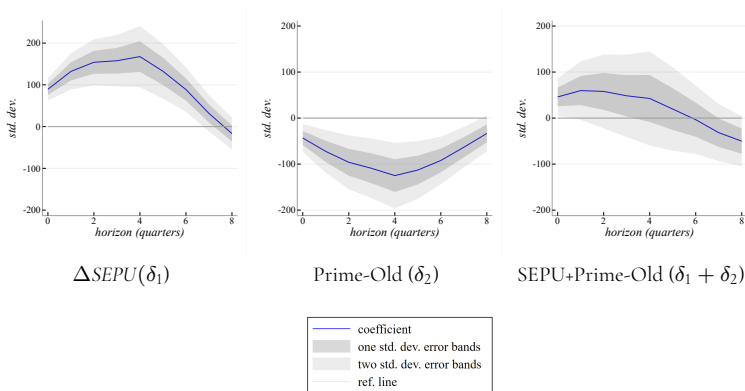 200
100
0
-100
-200
std. dev.
0
2
4
6
8
horizon (quarters)
ΔSEPU(δ₁)
200
100
0
-100
-200
std. dev.
0
2
4
6
8
horizon (quarters)
Prime-Old (δ₂)
200
100
0
-100
-200
std. dev.
0
2
4
6
8
horizon (quarters)
SEPU+Prime-Old (δ₁ + δ₂)
coefficient
one std. dev. error bands
two std. dev. error bands
ref. line